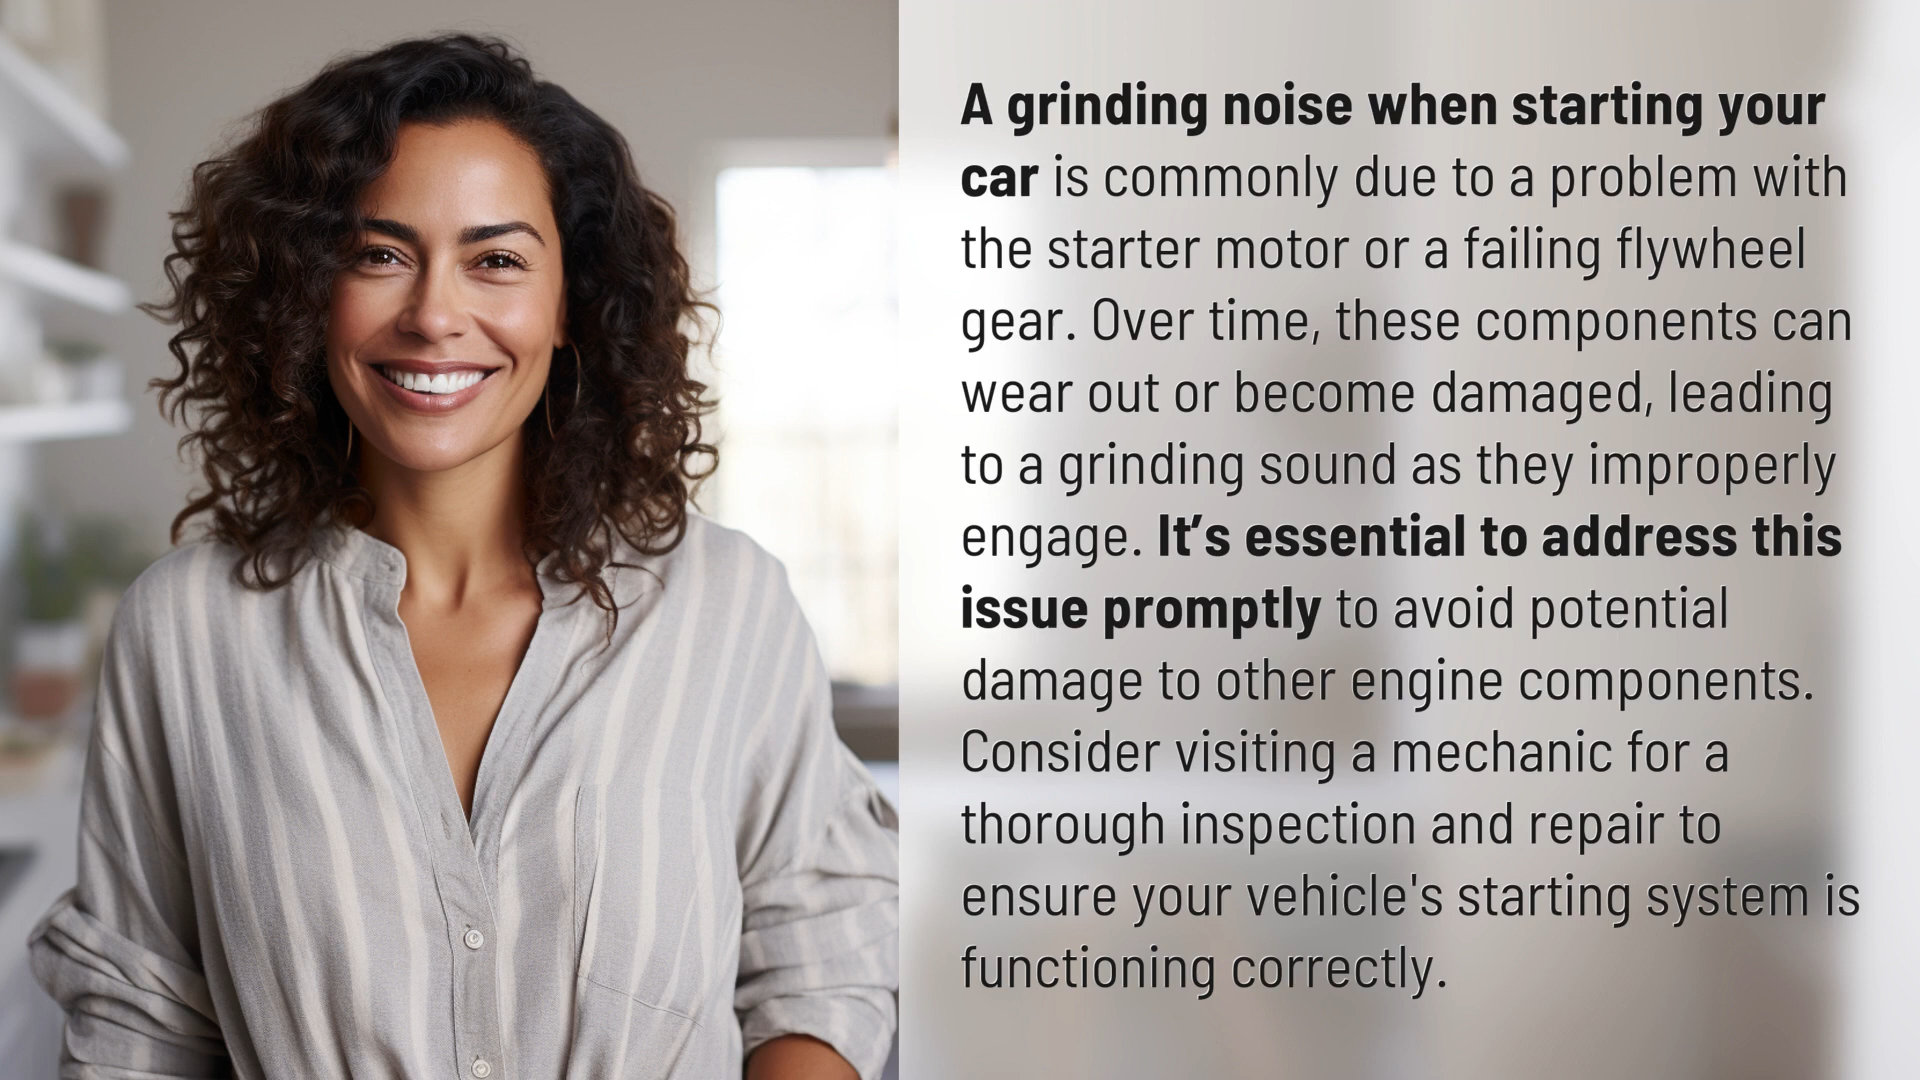 A grinding noise when starting your
car is commonly due to a problem with
the starter motor or a failing flywheel
gear. Over time, these components can
wear out or become damaged, leading
to a grinding sound as they improperly
engage. It’s essential to address this
issue promptly to avoid potential
damage to other engine components.
Consider visiting a mechanic for a
thorough inspection and repair to
ensure your vehicle's starting system is
functioning correctly.